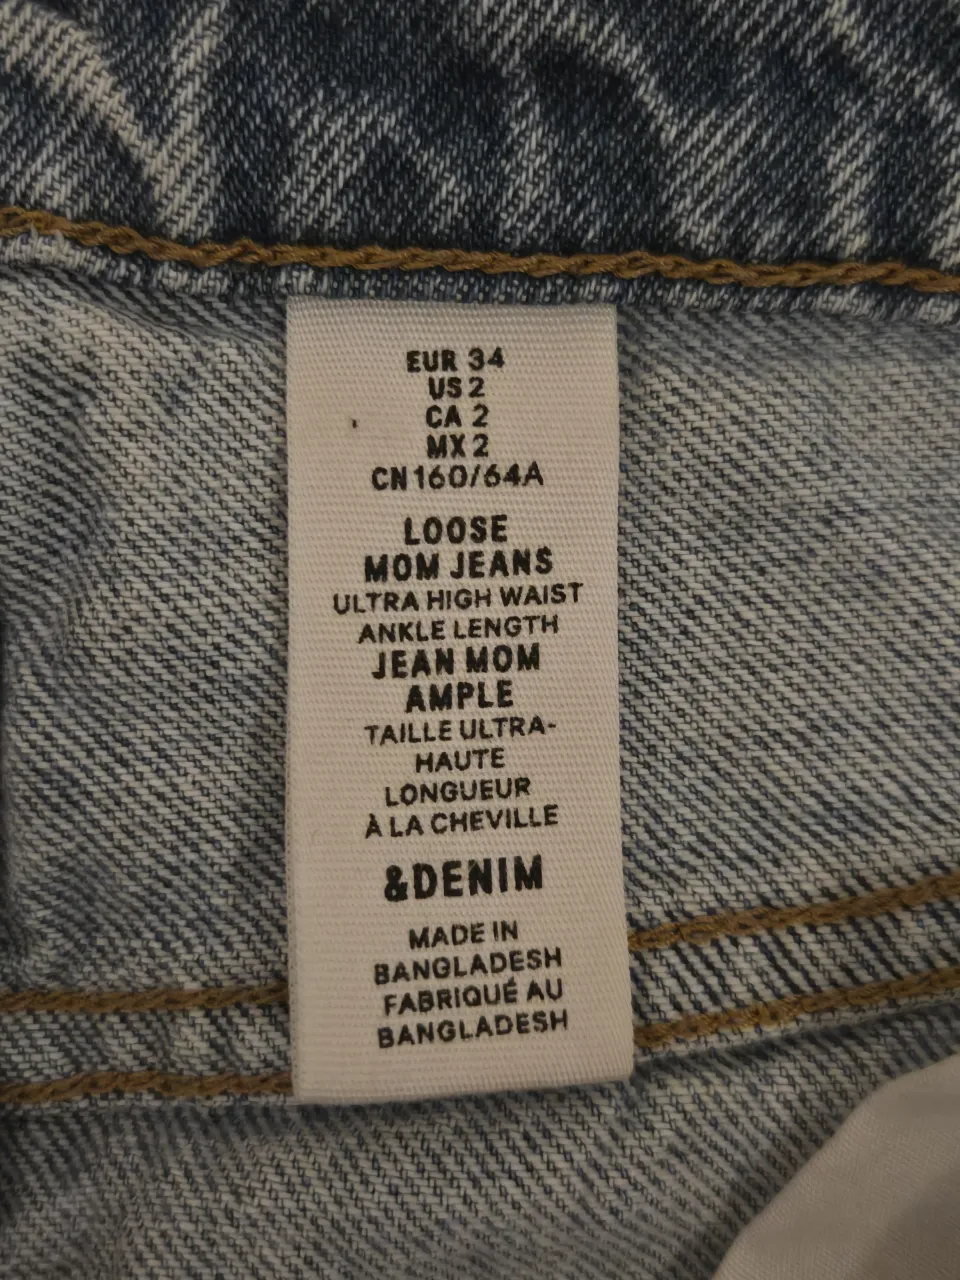 EUR 34
US 2
CA 2
MX 2
CN 160/64A
LOOSE
MOM JEANS
ULTRA HIGH WAIST
ANKLE LENGTH
JEAN MOM
AMPLE
TAILLE ULTRA-
HAUTE
LONGUEUR
À LA CHEVILLE
&DENIM
MADE IN
BANGLADESH
FABRIQUÉ AU
BANGLADESH